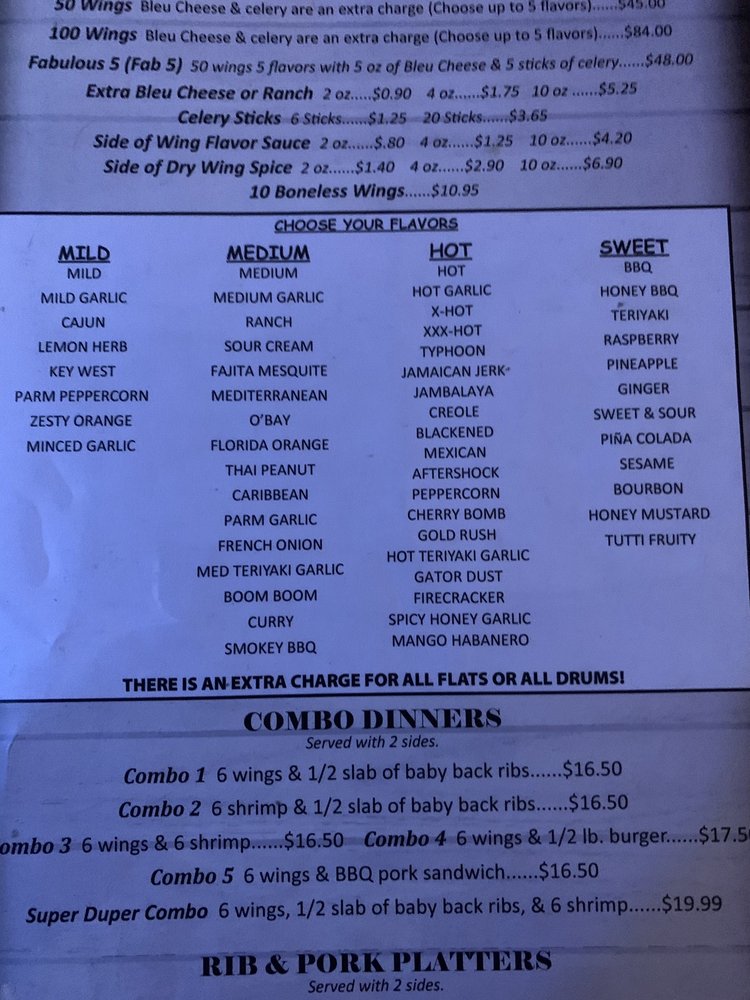 50 Wings Bleu Cheese & celery are an extra charge (Choose up to 5 flavors)......$45.00
100 Wings Bleu Cheese & celery are an extra charge (Choose up to 5 flavors)......$84.00
Fabulous 5 (Fab 5) 50 wings 5 flavors with 5 oz of Bleu Cheese & 5 sticks of celery......$48.00
Extra Bleu Cheese or Ranch 2 oz.....$0.90 4 oz......$1.75 10 oz ......$5.25
Celery Sticks 6 Sticks......$1.25 20 Sticks......$3.65
Side of Wing Flavor Sauce 2 oz......$.80 4 oz......$1.25 10 oz......$4.20
Side of Dry Wing Spice 2 oz......$1.40 4 oz......$2.90 10 oz......$6.90
10 Boneless Wings......$10.95
CHOOSE YOUR FLAVORS
MILD
MILD
MILD GARLIC
CAJUN
LEMON HERB
KEY WEST
PARM PEPPERCORN
ZESTY ORANGE
MINCED GARLIC
MEDIUM
MEDIUM
MEDIUM GARLIC
RANCH
SOUR CREAM
FAJITA MESQUITE
MEDITERRANEAN
O'BAY
FLORIDA ORANGE
THAI PEANUT
CARIBBEAN
PARM GARLIC
FRENCH ONION
MED TERIYAKI GARLIC
BOOM BOOM
CURRY
SMOKEY BBQ
HOT
HOT
HOT GARLIC
X-HOT
XXX-HOT
TYPHOON
JAMAICAN JERK
JAMBALAYA
CREOLE
BLACKENED
MEXICAN
AFTERSHOCK
PEPPERCORN
CHERRY BOMB
GOLD RUSH
HOT TERIYAKI GARLIC
GATOR DUST
FIRECRACKER
SPICY HONEY GARLIC
MANGO HABANERO
SWEET
BBQ
HONEY BBQ
TERIYAKI
RASPBERRY
PINEAPPLE
GINGER
SWEET & SOUR
PIÑA COLADA
SESAME
BOURBON
HONEY MUSTARD
TUTTI FRUITY
THERE IS AN EXTRA CHARGE FOR ALL FLATS OR ALL DRUMS!
COMBO DINNERS
Served with 2 sides.
Combo 1 6 wings & 1/2 slab of baby back ribs......$16.50
Combo 2 6 shrimp & 1/2 slab of baby back ribs......$16.50
ombo 3 6 wings & 6 shrimp......$16.50 Combo 4 6 wings & 1/2 lb. burger......$17.5
Combo 5 6 wings & BBQ pork sandwich......$16.50
Super Duper Combo 6 wings, 1/2 slab of baby back ribs, & 6 shrimp......$19.99
RIB & PORK PLATTERS
Served with 2 sides.